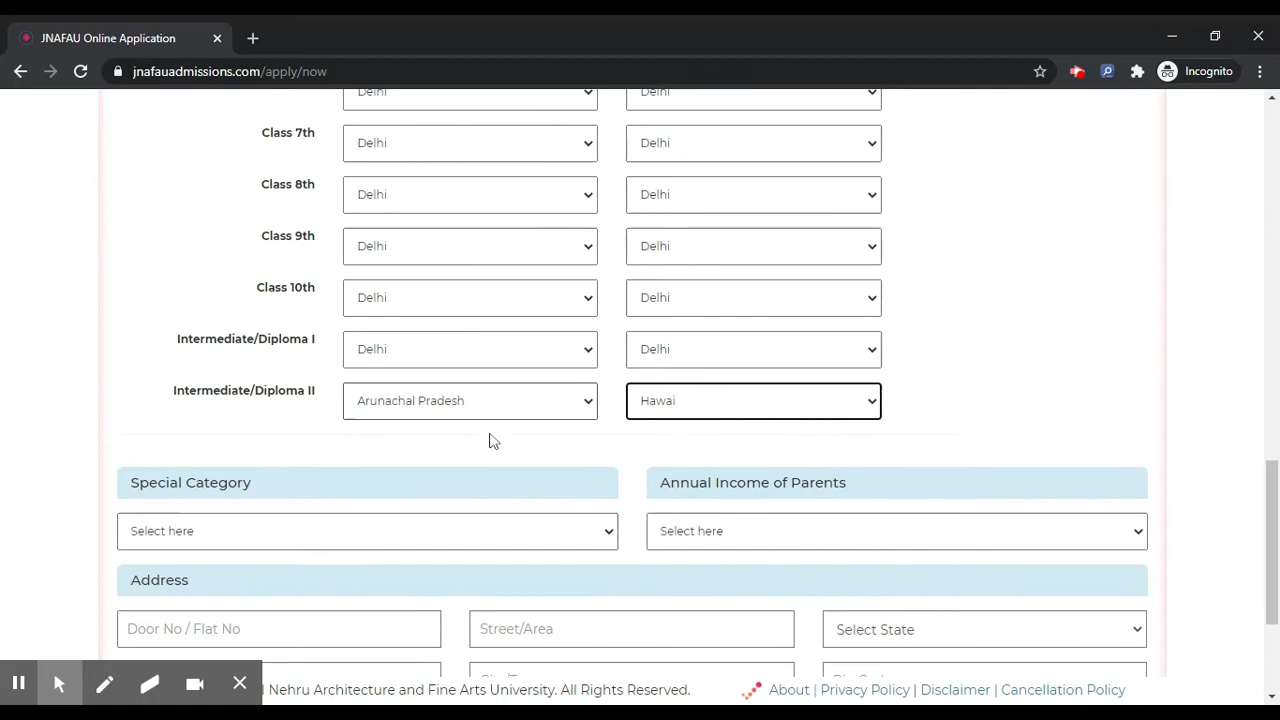 JNAFAU Online Application
jnafauadmissions.com/apply/now
Incognito
Delhi Delhi
Class 7th Delhi Delhi
Class 8th Delhi Delhi
Class 9th Delhi Delhi
Class 10th Delhi Delhi
Intermediate/Diploma I Delhi Delhi
Intermediate/Diploma II Arunachal Pradesh Hawai
Special Category Annual Income of Parents
Select here Select here
Address
Door No / Flat No Street/Area Select State
l Nehru Architecture and Fine Arts University. All Rights Reserved. About | Privacy Policy | Disclaimer | Cancellation Policy